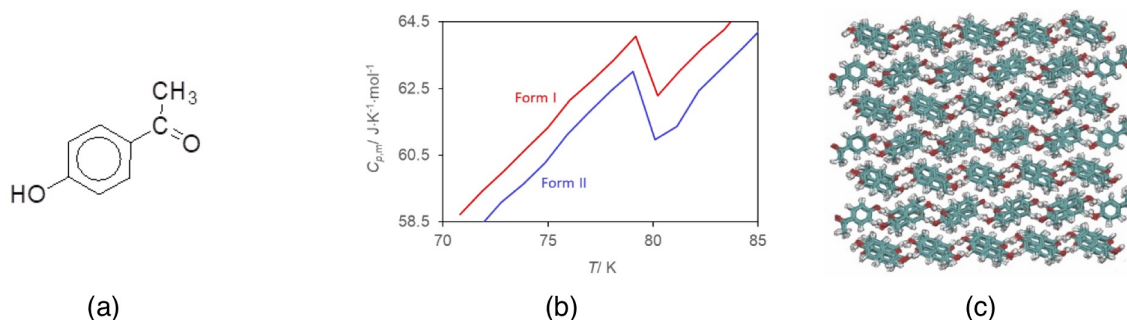 CH₃
C
O
HO
(a)
64.5
62.5
60.5
58.5
Cp,m/ J·K-1·mol-1
Form I
Form II
70
75
80
85
T/ K
(b)
(c)